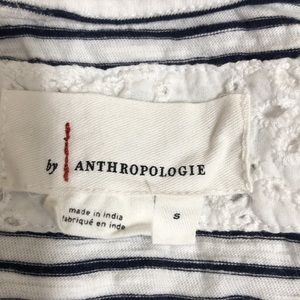 by ANTHROPOLOGIE
made in india
fabriqué en inde
S